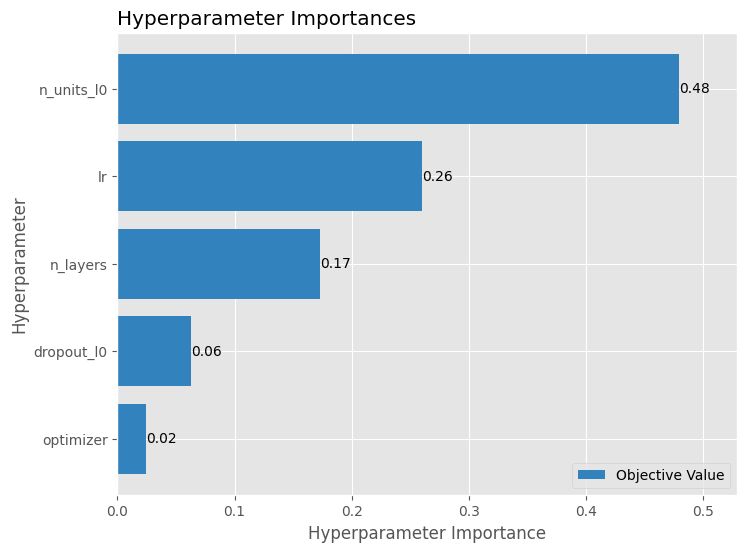 Hyperparameter Importances
n_units_l0
0.48
lr
0.26
n_layers
0.17
dropout_l0
0.06
optimizer
0.02
Hyperparameter
Objective Value
0.0 0.1 0.2 0.3 0.4 0.5
Hyperparameter Importance